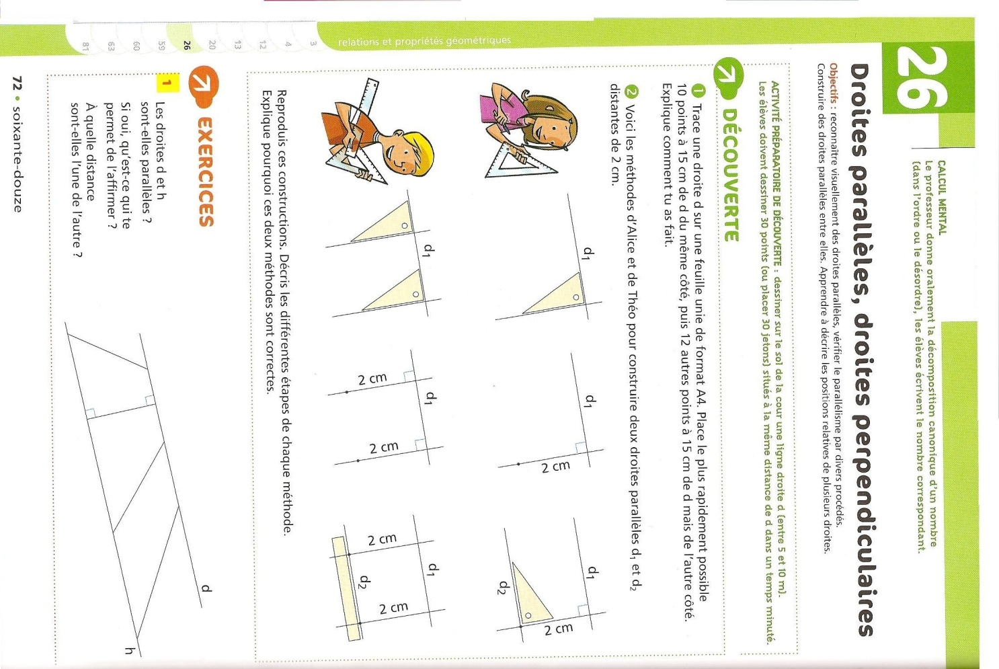 26
CALCUL MENTAL
Le professeur donne oralement la décomposition canonique d'un nombre
(dans l'ordre ou le désordre), les élèves écrivent le nombre correspondant.
Droites parallèles, droites perpendiculaires
Objectifs : reconnaître visuellement des droites parallèles, vérifier le parallélisme par divers procédés.
Construire des droites parallèles entre elles. Apprendre à décrire les positions relatives de plusieurs droites.
ACTIVITÉ PRÉPARATOIRE DE DÉCOUVERTE : dessiner sur le sol de la cour une ligne droite d (entre 5 et 10 m).
Les élèves doivent dessiner 30 points (ou placer 30 jetons) situés à la même distance de d dans un temps minuté.
DÉCOUVERTE
1 Trace une droite d sur une feuille unie de format A4. Place le plus rapidement possible
10 points à 15 cm de d du même côté, puis 12 autres points à 15 cm de d mais de l'autre côté.
Explique comment tu as fait.
2 Voici les méthodes d'Alice et de Théo pour construire deux droites parallèles d1 et d2
distantes de 2 cm.
d1
d1
2 cm
d1
d2
2 cm
d1
d1
2 cm
2 cm
d1
2 cm
d2
2 cm
Reproduis ces constructions. Décris les différentes étapes de chaque méthode.
Explique pourquoi ces deux méthodes sont correctes.
EXERCICES
1 Les droites d et h
sont-elles parallèles ?
Si oui, qu'est-ce qui te
permet de l'affirmer ?
À quelle distance
sont-elles l'une de l'autre ?
d
h
relations et propriétés géométriques
3
4
12
13
20
26
59
60
63
81
72 • soixante-douze